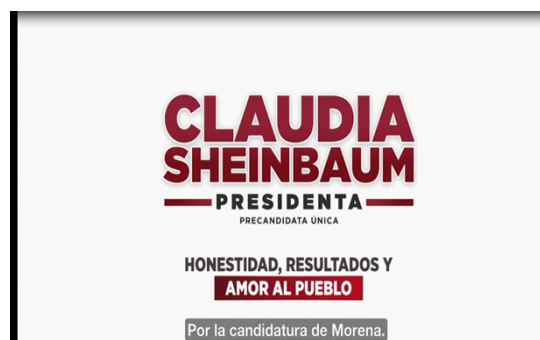 CLAUDIA
SHEINBAUM
PRESIDENTA
PRECANDIDATA ÚNICA
HONESTIDAD, RESULTADOS Y
AMOR AL PUEBLO
Por la candidatura de Morena.